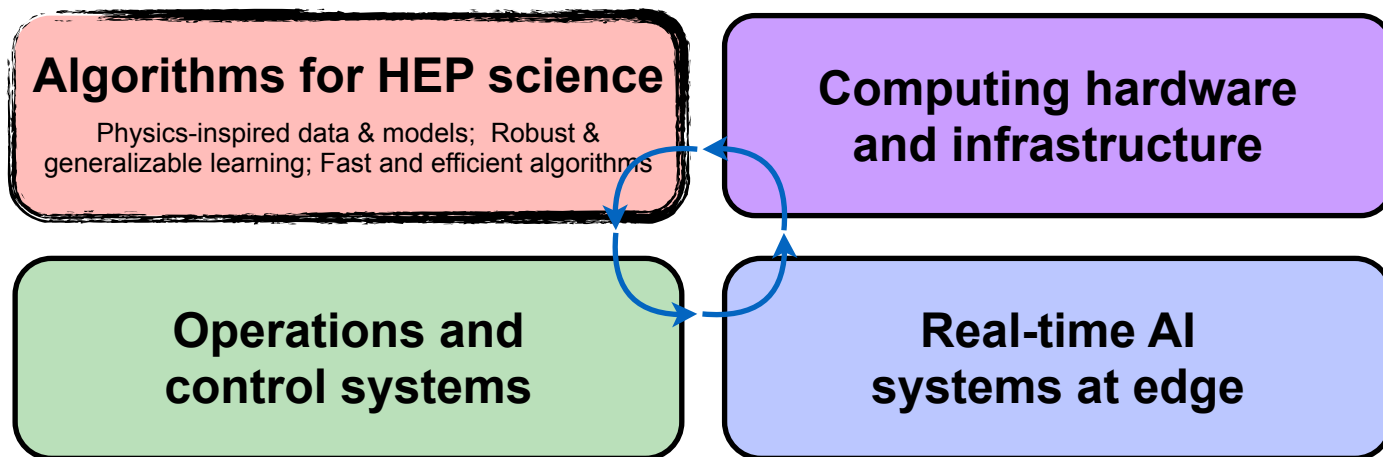 Algorithms for HEP science
Physics-inspired data & models;  Robust &
generalizable learning; Fast and efficient algorithms
Computing hardware
and infrastructure
Operations and
control systems
Real-time AI
systems at edge